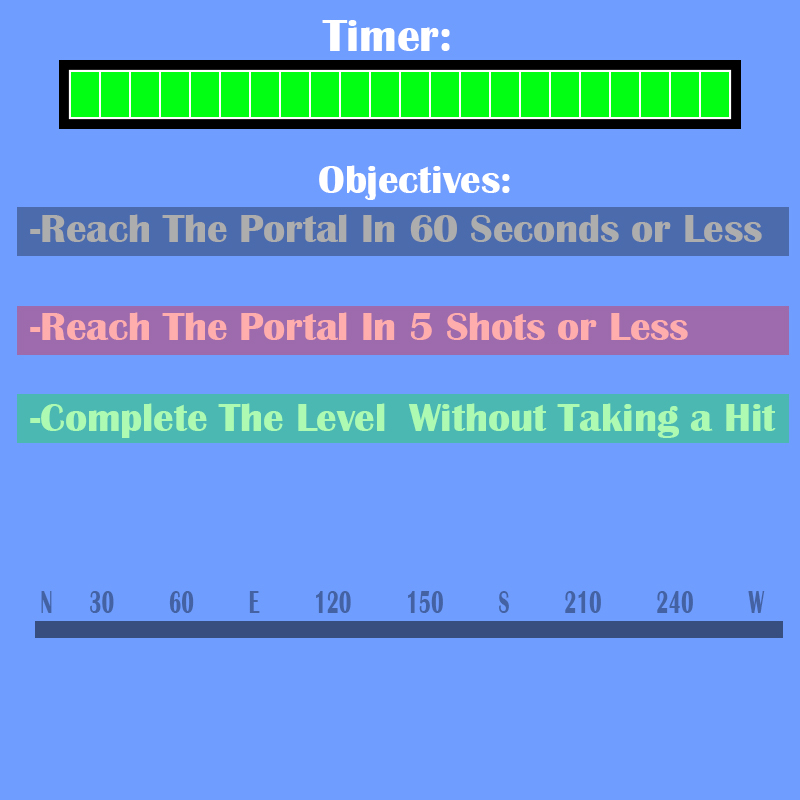 Timer:
Objectives:
-Reach The Portal In 60 Seconds or Less
-Reach The Portal In 5 Shots or Less
-Complete The Level Without Taking a Hit
N 30 60 E 120 150 S 210 240 W